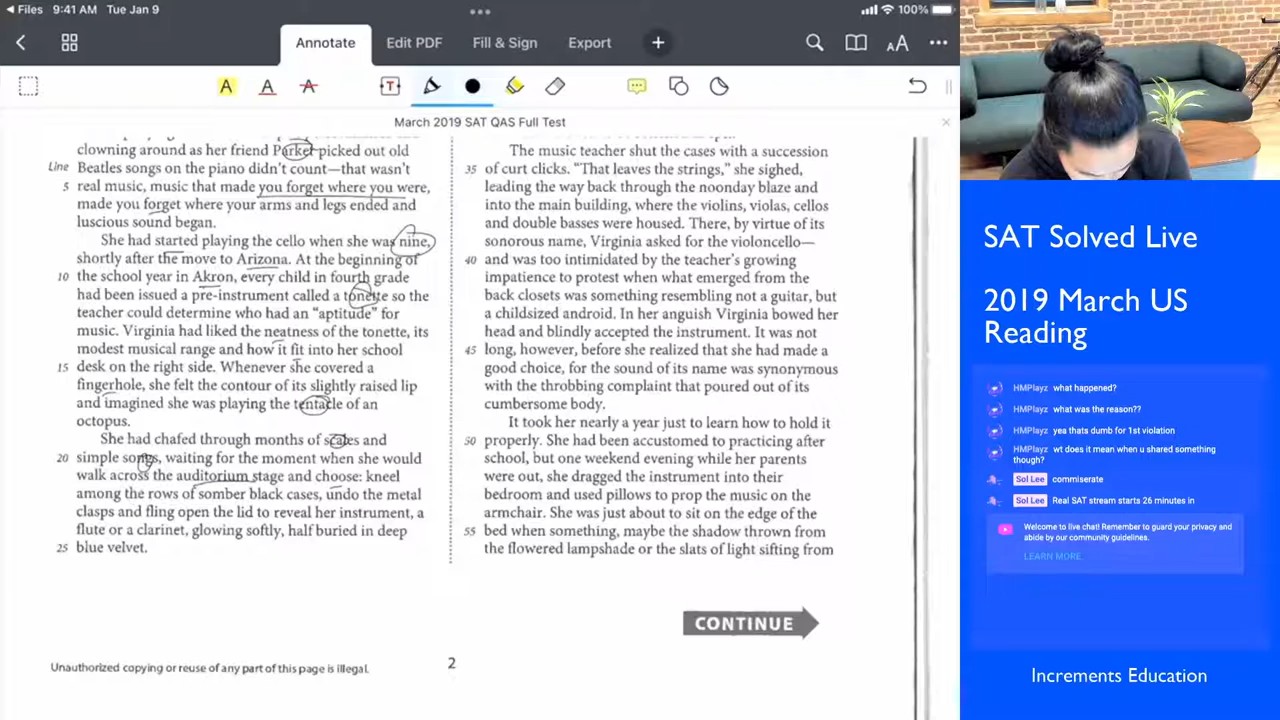 Files 9:41 AM Tue Jan 9
100%
Annotate
Edit PDF
Fill & Sign
Export
A
A
A
T
AA
March 2019 SAT QAS Full Test
clowning around as her friend Parker picked out old
Line Beatles songs on the piano didn't count—that wasn't
5 real music, music that made you forget where you were,
made you forget where your arms and legs ended and
luscious sound began.
She had started playing the cello when she was nine,
shortly after the move to Arizona. At the beginning of
10 the school year in Akron, every child in fourth grade
had been issued a pre-instrument called a tonette so the
teacher could determine who had an "aptitude" for
music. Virginia had liked the neatness of the tonette, its
modest musical range and how it fit into her school
15 desk on the right side. Whenever she covered a
fingerhole, she felt the contour of its slightly raised lip
and imagined she was playing the tentacle of an
octopus.
She had chafed through months of scales and
20 simple songs, waiting for the moment when she would
walk across the auditorium stage and choose: kneel
among the rows of somber black cases, undo the metal
clasps and fling open the lid to reveal her instrument, a
flute or a clarinet, glowing softly, half buried in deep
25 blue velvet.
The music teacher shut the cases with a succession
35 of curt clicks. "That leaves the strings," she sighed,
leading the way back through the noonday blaze and
into the main building, where the violins, violas, cellos
and double basses were housed. There, by virtue of its
sonorous name, Virginia asked for the violoncello—
40 and was too intimidated by the teacher's growing
impatience to protest when what emerged from the
back closets was something resembling not a guitar, but
a childsized android. In her anguish Virginia bowed her
head and blindly accepted the instrument. It was not
45 long, however, before she realized that she had made a
good choice, for the sound of its name was synonymous
with the throbbing complaint that poured out of its
cumbersome body.
It took her nearly a year just to learn how to hold it
50 properly. She had been accustomed to practicing after
school, but one weekend evening while her parents
were out, she dragged the instrument into their
bedroom and used pillows to prop the music on the
armchair. She was just about to sit on the edge of the
55 bed when something, maybe the shadow thrown from
the flowered lampshade or the slats of light sifting from
CONTINUE
Unauthorized copying or reuse of any part of this page is illegal.
2
SAT Solved Live
2019 March US
Reading
HMPlayz what happened?
HMPlayz what was the reason??
HMPlayz yea thats dumb for 1st violation
HMPlayz wt does it mean when u shared something
though?
Sol Lee commiserate
Sol Lee Real SAT stream starts 26 minutes in
Welcome to live chat! Remember to guard your privacy and
abide by our community guidelines.
LEARN MORE
Increments Education